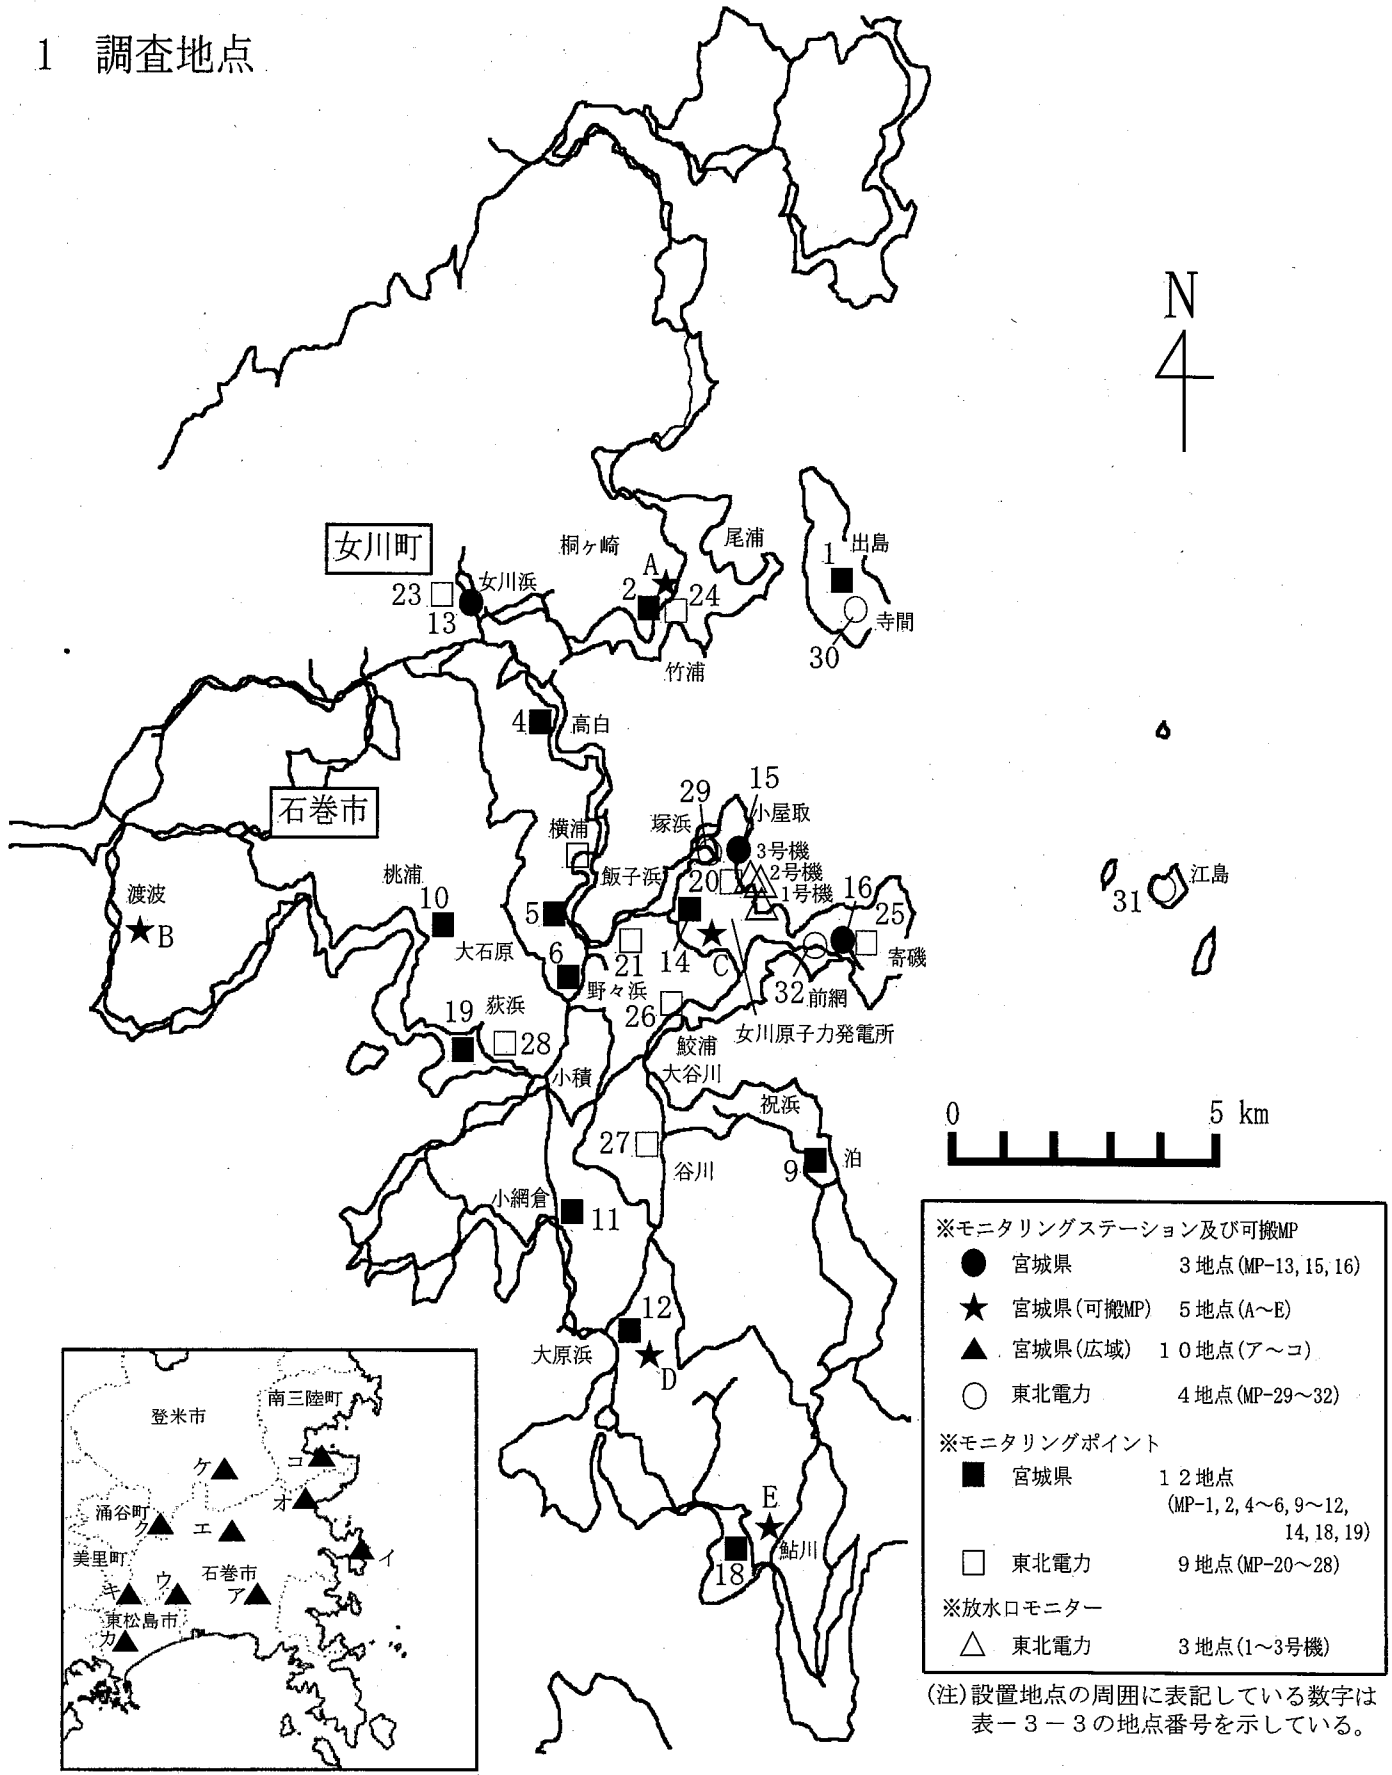 1 調査地点
N
女川町
桐ヶ崎
尾浦
出島
A
1
23
女川浜
2
24
13
寺間
30
竹浦
4
高白
15
29
小屋取
石巻市
塚浜
横浦
3号機
2号機
20
1号機
飯子浜
桃浦
16
江島
渡波
10
31
25
5
B
大石原
14
C
寄磯
6
21
野々浜
32
前網
19
荻浜
26
女川原子力発電所
28
鮫浦
小積
大谷川
祝浜
0 5 km
27
9
泊
谷川
小網倉
11
12
大原浜
D
E
鮎川
18
南三陸町
登米市
ケ
コ
オ
涌谷町
ク
エ
イ
美里町
石巻市
キ
ウ
ア
東松島市
カ
※モニタリングステーション及び可搬MP
宮城県 3地点(MP-13,15,16)
宮城県(可搬MP) 5地点(A～E)
宮城県(広域) 10地点(ア～コ)
東北電力 4地点(MP-29～32)
※モニタリングポイント
宮城県 12地点
(MP-1,2,4～6,9～12,
14,18,19)
東北電力 9地点(MP-20～28)
※放水口モニター
東北電力 3地点(1～3号機)
(注)設置地点の周囲に表記している数字は
表－3－3の地点番号を示している。